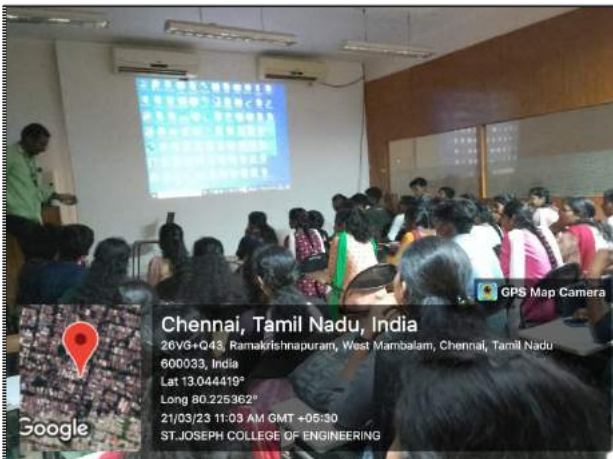 GPS Map Camera
Chennai, Tamil Nadu, India
26VG+Q43, Ramakrishnapuram, West Mambalam, Chennai, Tamil Nadu
600033, India
Lat 13.044419°
Long 80.225362°
21/03/23 11:03 AM GMT +05:30
ST.JOSEPH COLLEGE OF ENGINEERING
Google